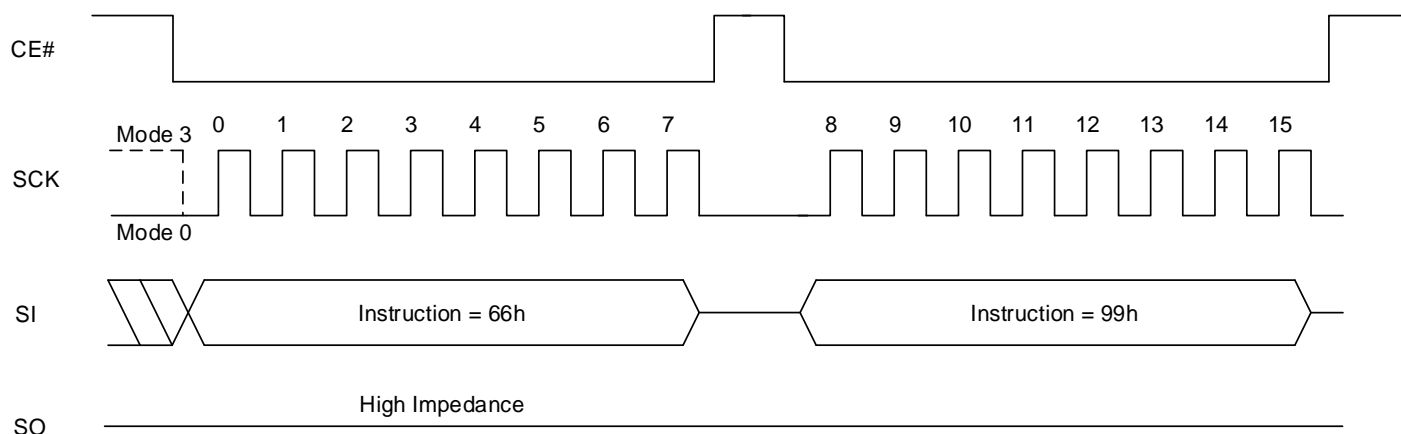 CE#
Mode 3 0 1 2 3 4 5 6 7 8 9 10 11 12 13 14 15
SCK
Mode 0
SI Instruction = 66h Instruction = 99h
High Impedance
SO